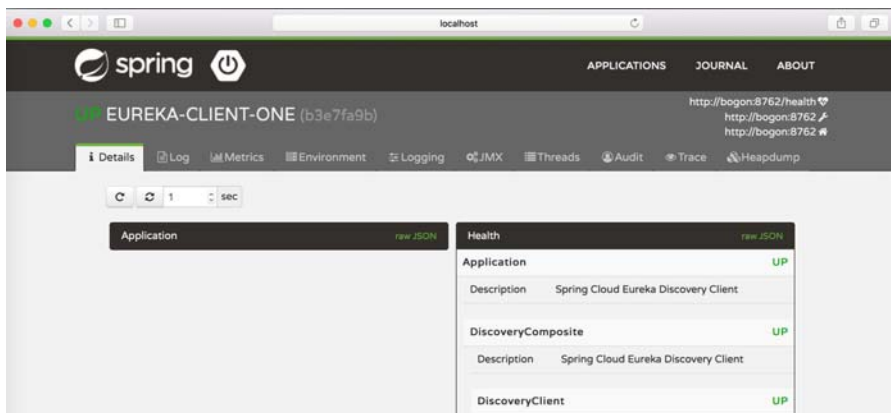 localhost
spring
APPLICATIONS JOURNAL ABOUT
UP EUREKA-CLIENT-ONE (b3e7fa9b)
http://bogon:8762/health
http://bogon:8762
http://bogon:8762
Details Log Metrics Environment Logging JMX Threads Audit Trace Heapdump
1 sec
Application raw JSON
Health raw JSON
Application UP
Description Spring Cloud Eureka Discovery Client
DiscoveryComposite UP
Description Spring Cloud Eureka Discovery Client
DiscoveryClient UP